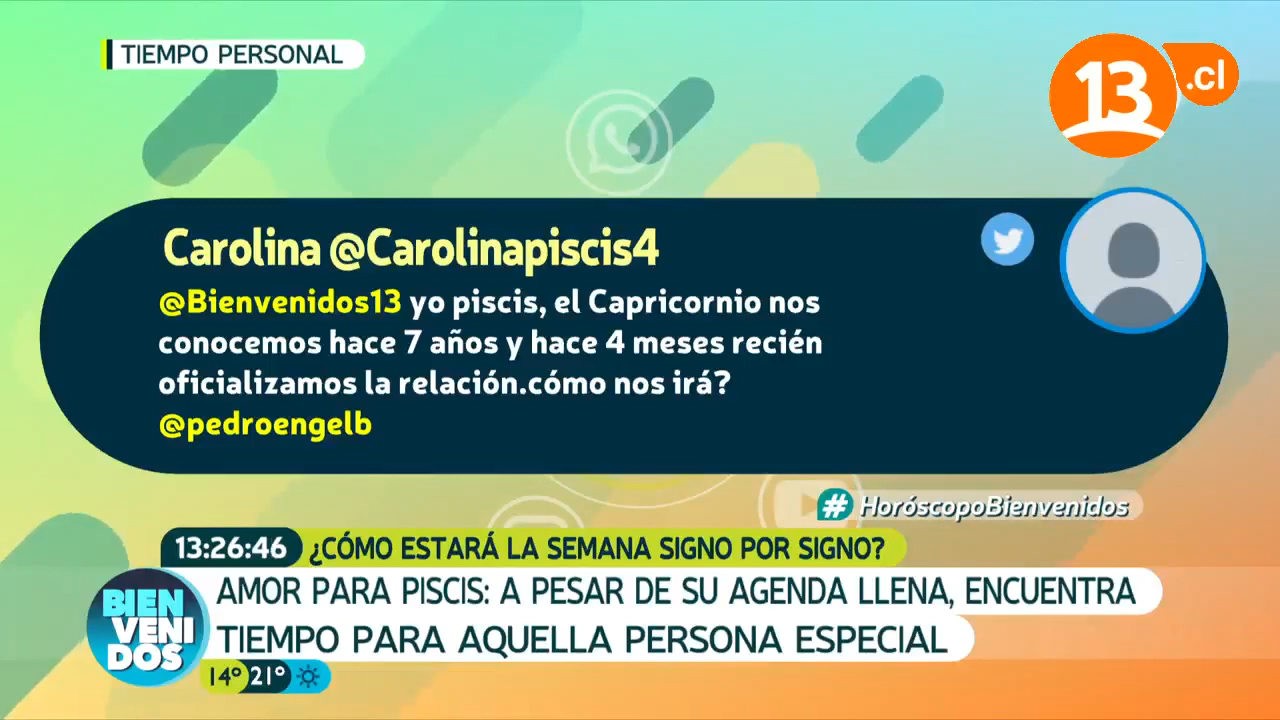 TIEMPO PERSONAL
13.cl
Carolina @Carolinapiscis4
@Bienvenidos13 yo piscis, el Capricornio nos
conocemos hace 7 años y hace 4 meses recién
oficializamos la relación.cómo nos irá?
@pedroengelb
#HoróscopoBienvenidos
13:26:46 ¿CÓMO ESTARÁ LA SEMANA SIGNO POR SIGNO?
BIEN
VENI
DOS
AMOR PARA PISCIS: A PESAR DE SU AGENDA LLENA, ENCUENTRA
TIEMPO PARA AQUELLA PERSONA ESPECIAL
14° 21°